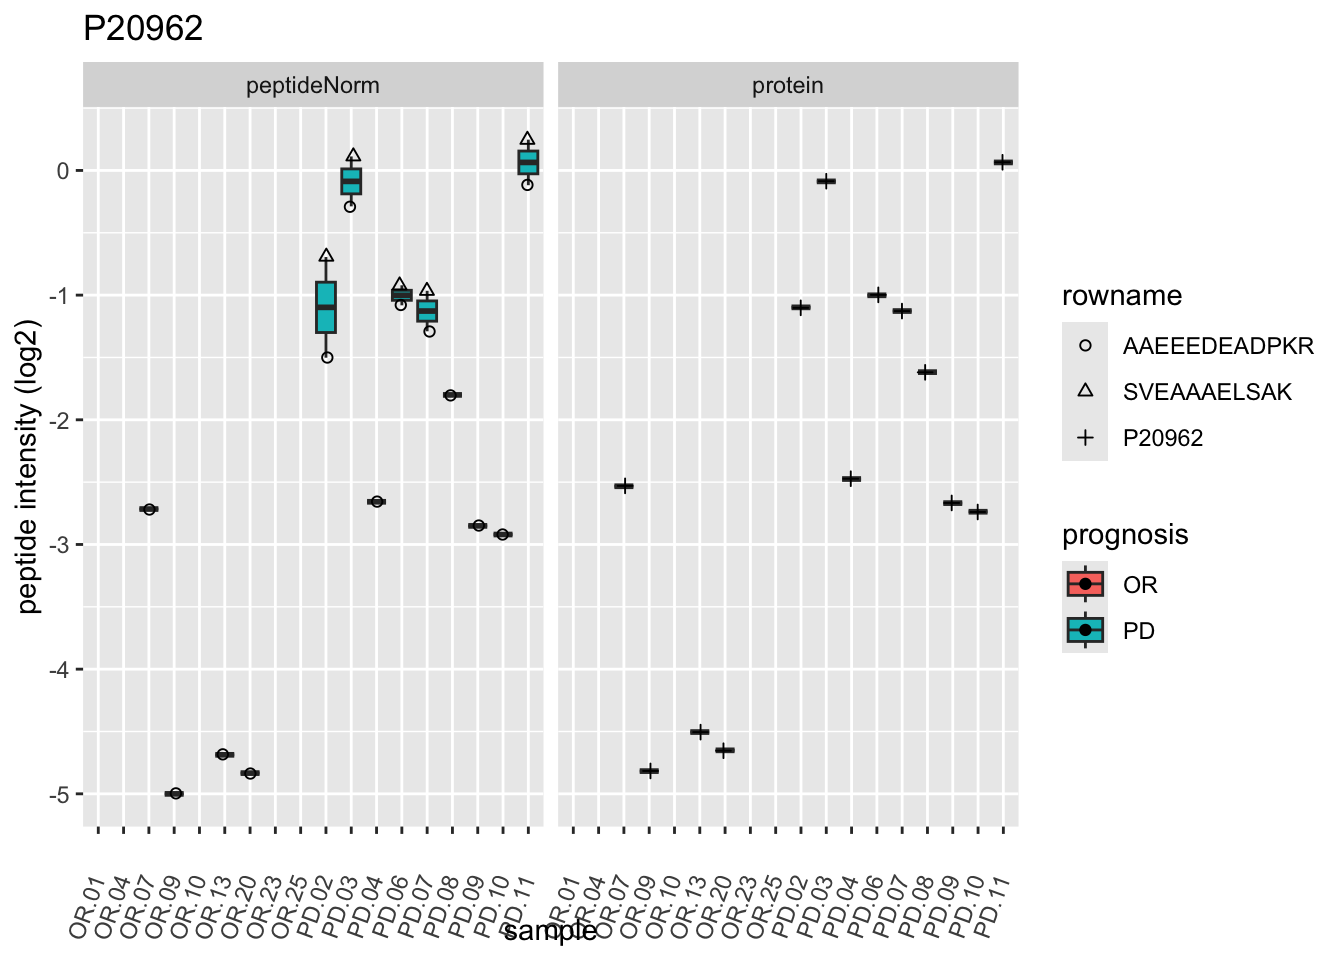 P20962
peptideNorm
protein
peptide intensity (log2)
0
-1
-2
-3
-4
-5
OR.01
OR.04
OR.07
OR.09
OR.10
OR.13
OR.20
OR.23
OR.25
PD.02
PD.03
PD.04
PD.06
PD.07
PD.08
PD.09
PD.10
PD.11
OR.01
OR.04
OR.07
OR.09
OR.10
OR.13
OR.20
OR.23
OR.25
PD.02
PD.03
PD.04
PD.06
PD.07
PD.08
PD.09
PD.10
PD.11
sample
rowname
AAEEEDEADPKR
SVEAAAELSAK
P20962
prognosis
OR
PD